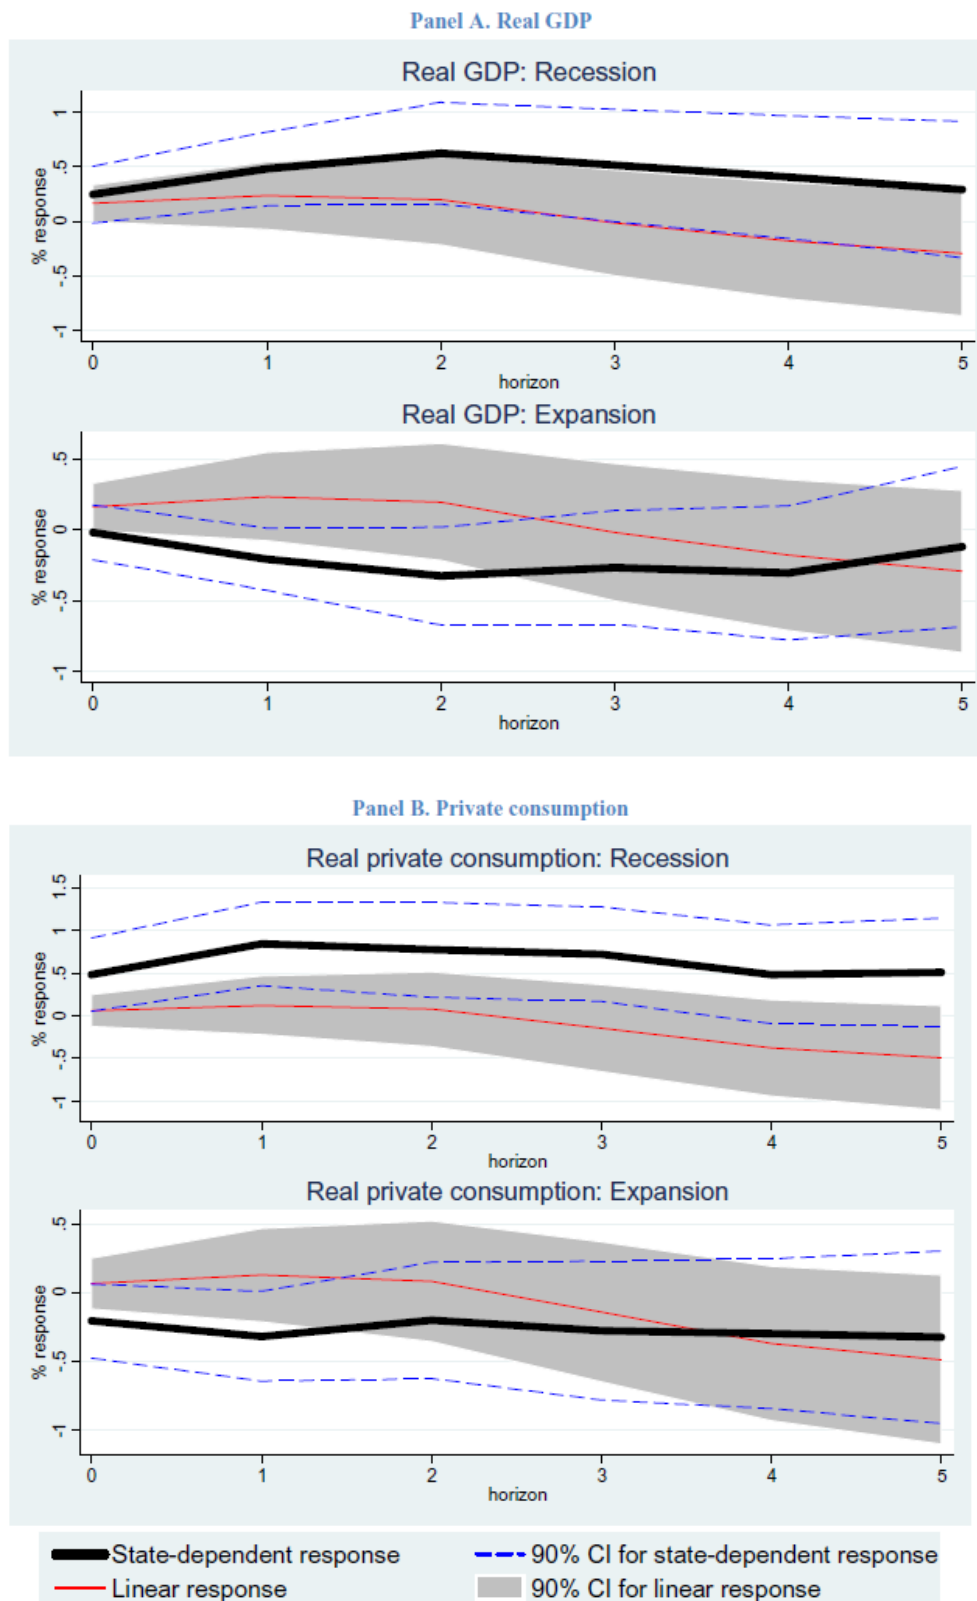 Panel A. Real GDP
Real GDP: Recession
% response
1
.5
0
-.5
-1
0 1 2 3 4 5
horizon
Real GDP: Expansion
% response
.5
0
-.5
-1
0 1 2 3 4 5
horizon
Panel B. Private consumption
Real private consumption: Recession
% response
1.5
1
.5
0
-.5
-1
0 1 2 3 4 5
horizon
Real private consumption: Expansion
% response
.5
0
-.5
-1
0 1 2 3 4 5
horizon
State-dependent response 90% CI for state-dependent response
Linear response 90% CI for linear response